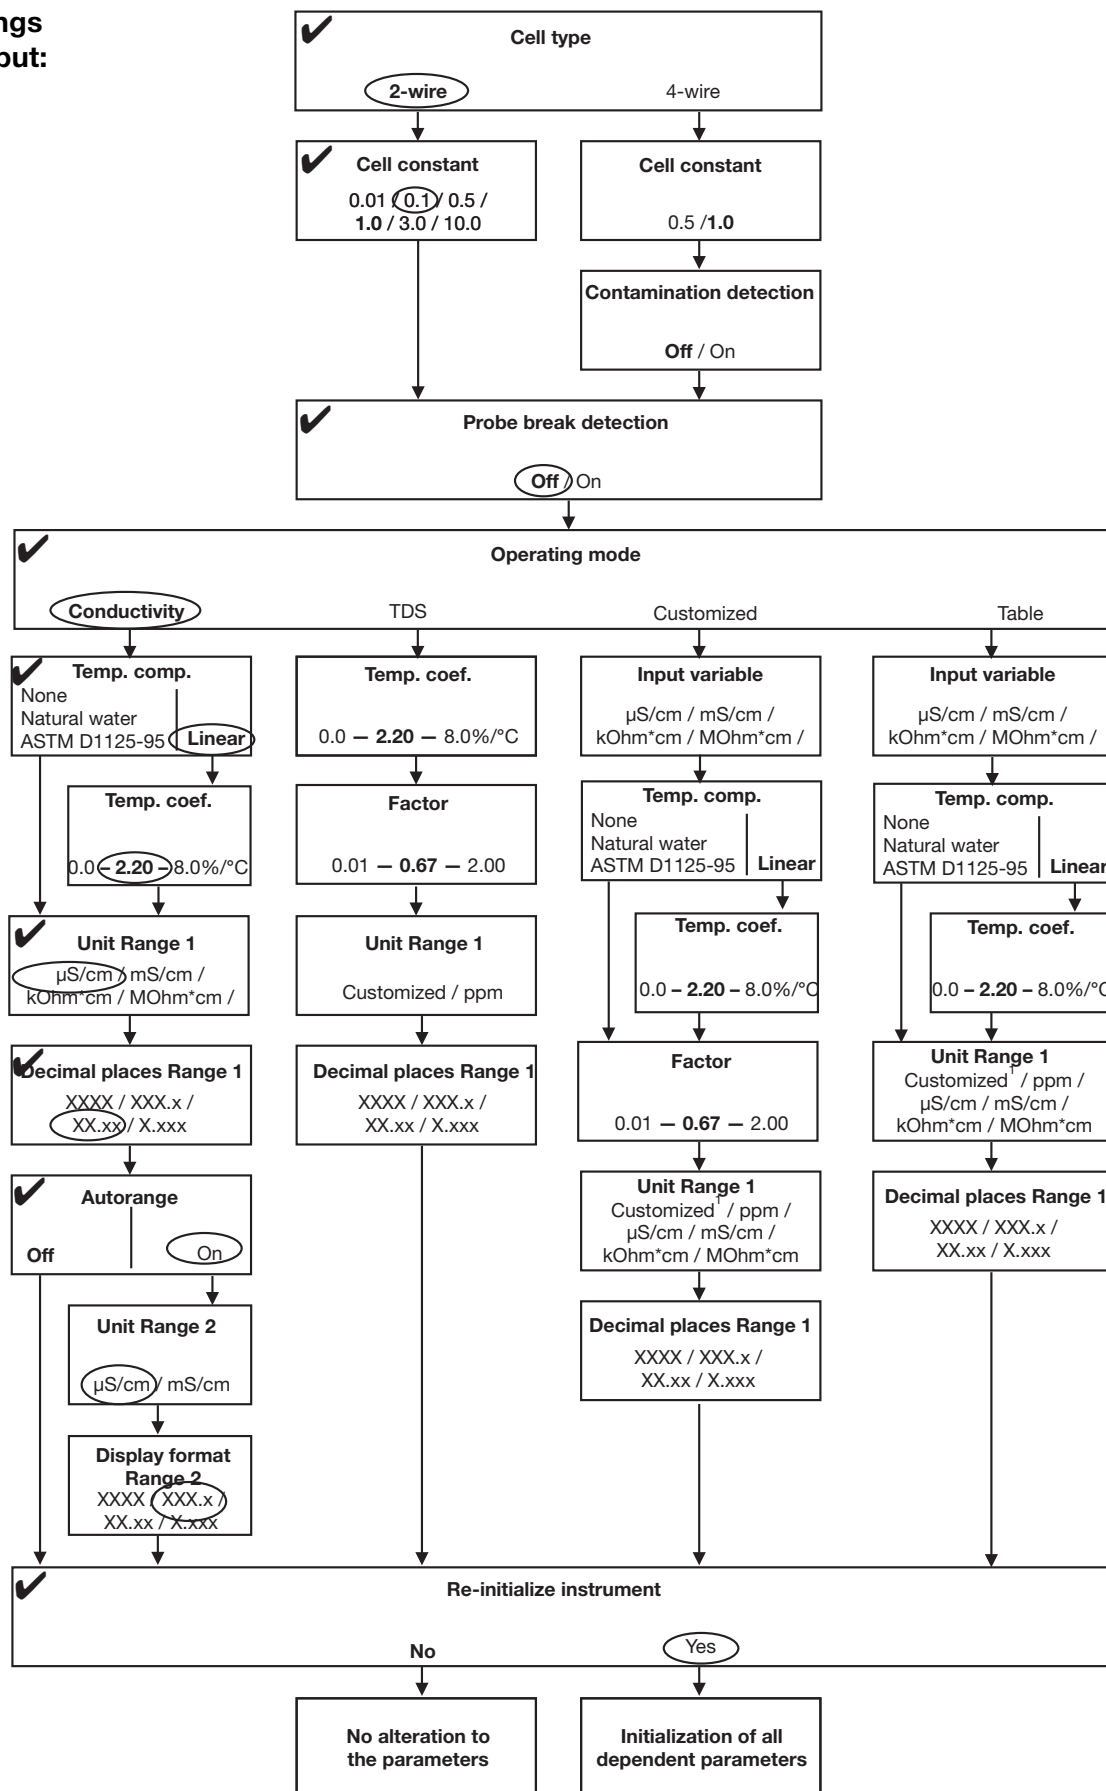 ngs
put:
Cell type
2-wire
4-wire
Cell constant
0.01 / 0.1 / 0.5 /
1.0 / 3.0 / 10.0
Cell constant
0.5 /1.0
Contamination detection
Off / On
Probe break detection
Off / On
Operating mode
Conductivity
TDS
Customized
Table
Temp. comp.
None
Natural water
ASTM D1125-95
Linear
Temp. coef.
0.0 – 2.20 – 8.0%/°C
Unit Range 1
µS/cm / mS/cm /
kOhm*cm / MOhm*cm /
Decimal places Range 1
XXXX / XXX.x /
XX.xx / X.xxx
Autorange
Off
On
Unit Range 2
µS/cm / mS/cm
Display format
Range 2
XXXX / XXX.x /
XX.xx / X.xxx
Temp. coef.
0.0 – 2.20 – 8.0%/°C
Factor
0.01 – 0.67 – 2.00
Unit Range 1
Customized / ppm
Decimal places Range 1
XXXX / XXX.x /
XX.xx / X.xxx
Input variable
µS/cm / mS/cm /
kOhm*cm / MOhm*cm /
Temp. comp.
None
Natural water
ASTM D1125-95
Linear
Temp. coef.
0.0 – 2.20 – 8.0%/°C
Factor
0.01 – 0.67 – 2.00
Unit Range 1
Customized¹ / ppm /
µS/cm / mS/cm /
kOhm*cm / MOhm*cm
Decimal places Range 1
XXXX / XXX.x /
XX.xx / X.xxx
Input variable
µS/cm / mS/cm /
kOhm*cm / MOhm*cm /
Temp. comp.
None
Natural water
ASTM D1125-95
Linear
Temp. coef.
0.0 – 2.20 – 8.0%/°C
Unit Range 1
Customized¹ / ppm /
µS/cm / mS/cm /
kOhm*cm / MOhm*cm
Decimal places Range 1
XXXX / XXX.x /
XX.xx / X.xxx
Re-initialize instrument
No
Yes
No alteration to
the parameters
Initialization of all
dependent parameters